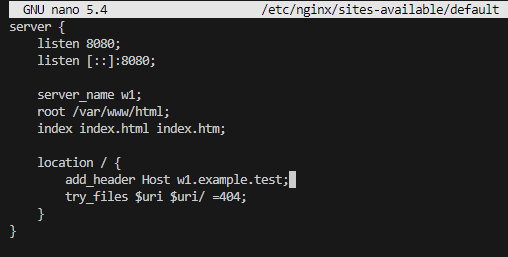 GNU nano 5.4 /etc/nginx/sites-available/default
server {
listen 8080;
listen [::]:8080;
server_name w1;
root /var/www/html;
index index.html index.htm;
location / {
add_header Host w1.example.test;
try_files $uri $uri/ =404;
}
}